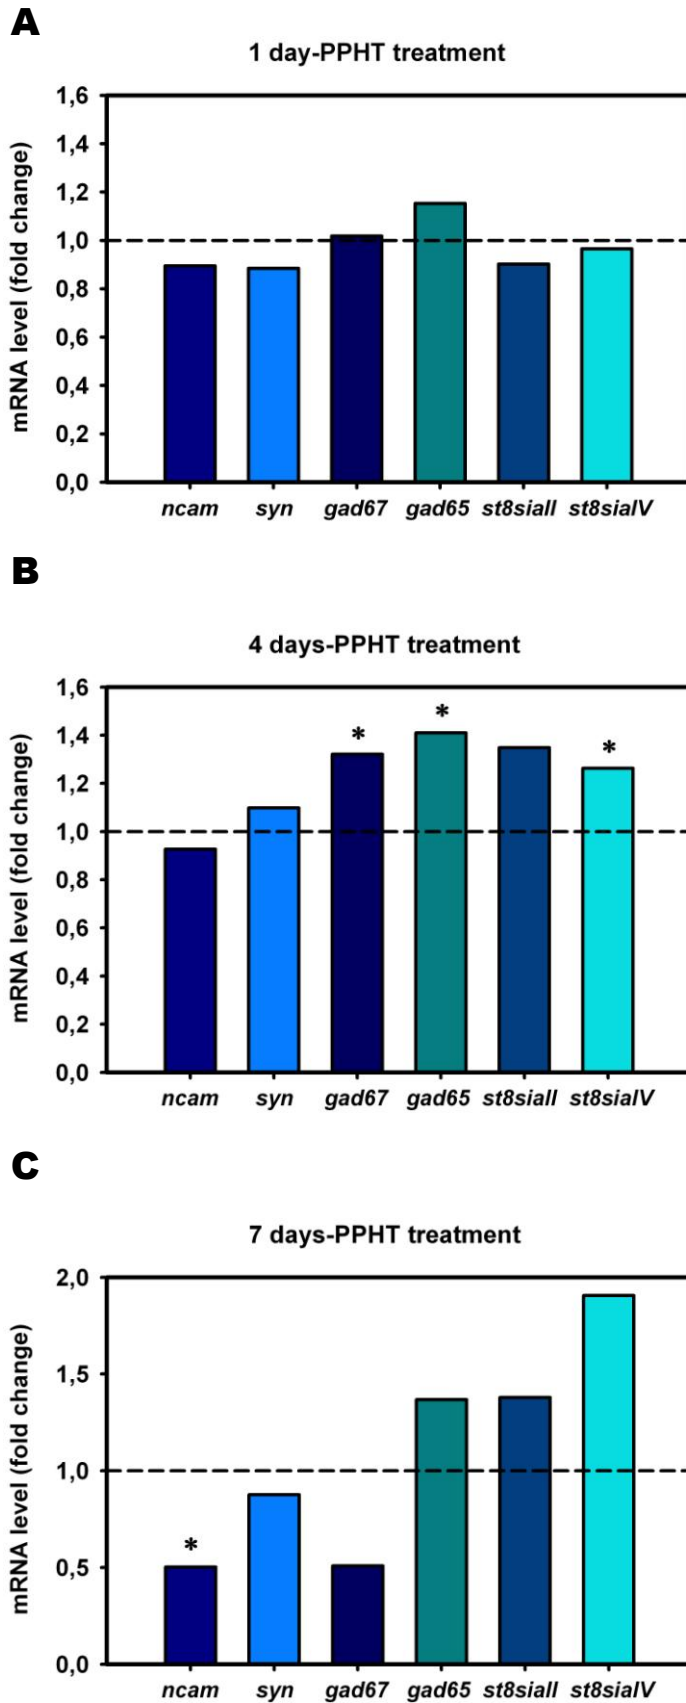 A
1 day-PPHT treatment
mRNA level (fold change)
1,6
1,4
1,2
1,0
0,8
0,6
0,4
0,2
0,0
ncam syn gad67 gad65 st8siaII st8siaIV
B
4 days-PPHT treatment
mRNA level (fold change)
1,6
1,4
1,2
1,0
0,8
0,6
0,4
0,2
0,0
* * *
ncam syn gad67 gad65 st8siaII st8siaIV
C
7 days-PPHT treatment
mRNA level (fold change)
2,0
1,5
1,0
0,5
0,0
*
ncam syn gad67 gad65 st8siaII st8siaIV